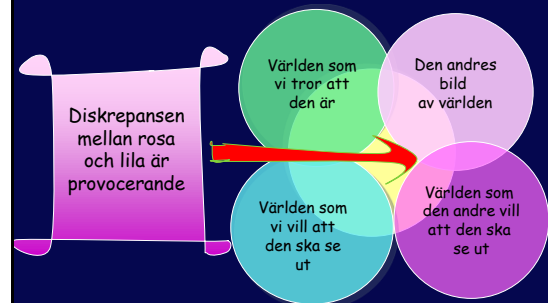 Diskrepansen
mellan rosa
och lila är
provocerande
Världen som
vi tror att
den är
Den andres
bild
av världen
Världen som
vi vill att
den ska se
ut
Världen som
den andre vill
att den ska
se ut